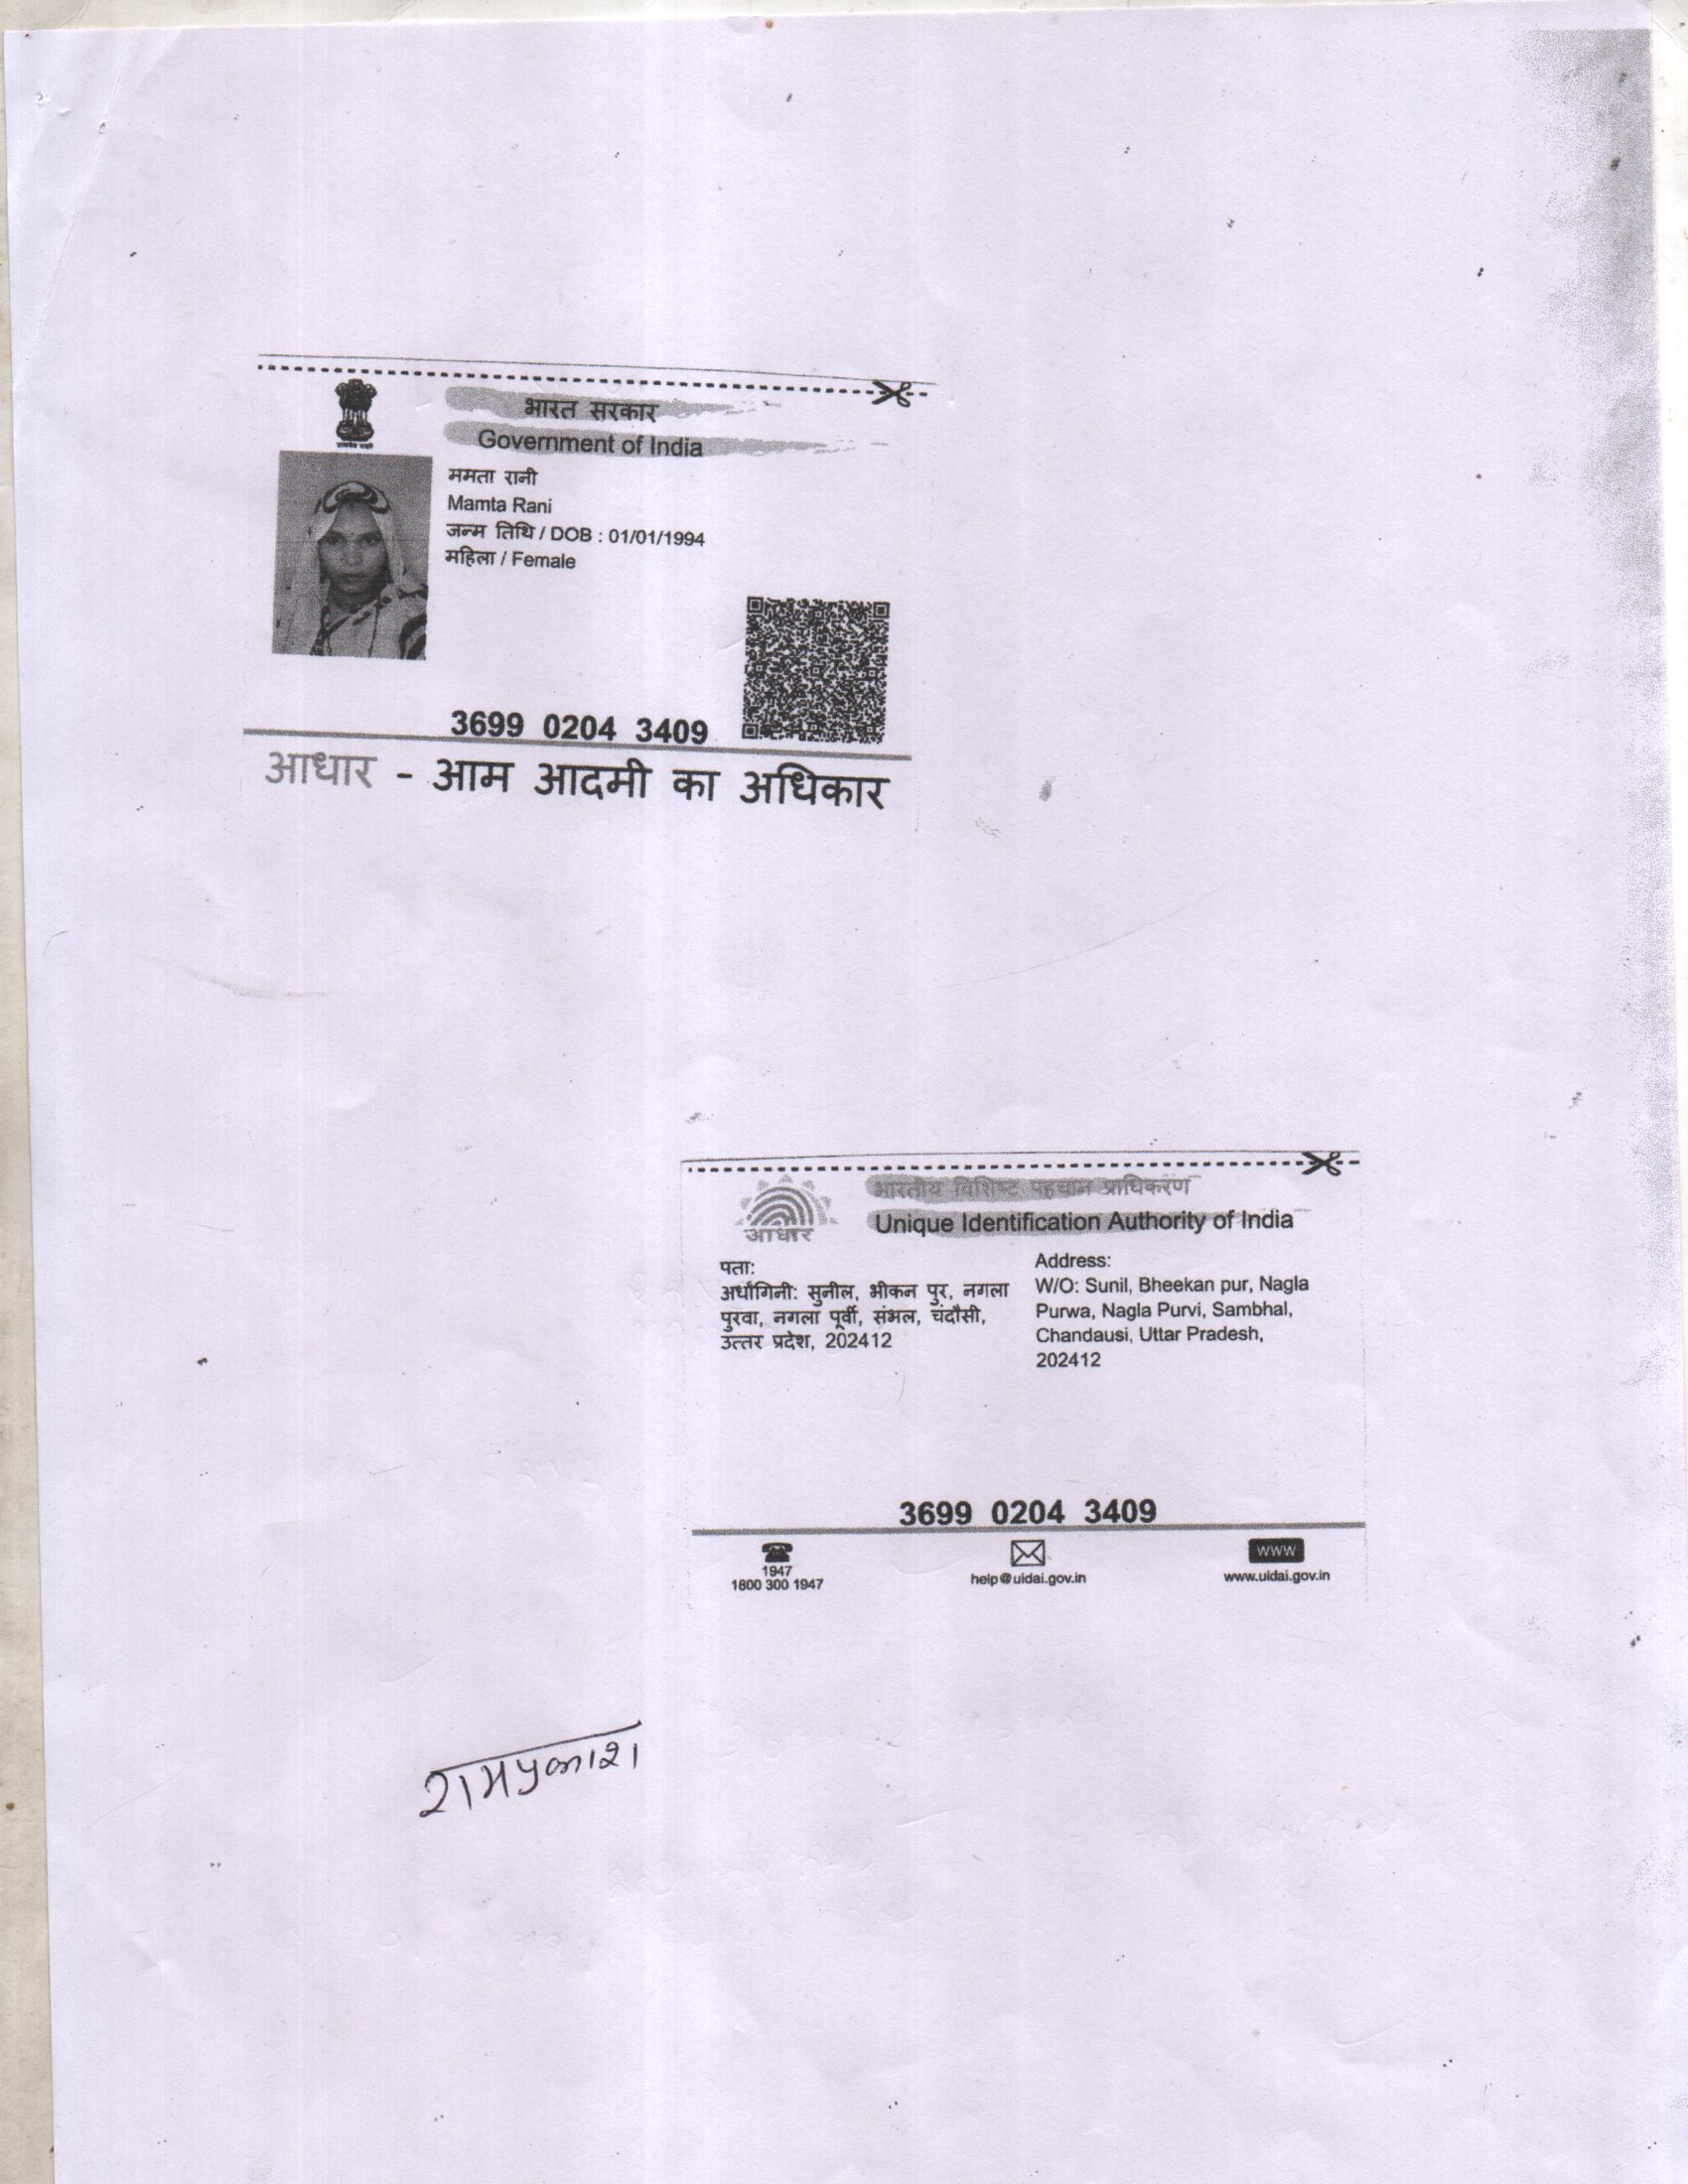 भारत सरकार
Government of India
ममता रानी
Mamta Rani
जन्म तिथि / DOB : 01/01/1994
महिला / Female
3699 0204 3409
आधार - आम आदमी का अधिकार
भारतीय विशिष्ट पहचान प्राधिकरण
Unique Identification Authority of India
आधार
पता:
अर्धांगिनी: सुनील, भीकन पुर, नगला
पुरवा, नगला पूर्वी, संभल, चंदौसी,
उत्तर प्रदेश, 202412
Address:
W/O: Sunil, Bheekan pur, Nagla
Purwa, Nagla Purvi, Sambhal,
Chandausi, Uttar Pradesh,
202412
3699 0204 3409
1947
1800 300 1947
help@uidai.gov.in
WWW
www.uidai.gov.in
रामप्रकाश